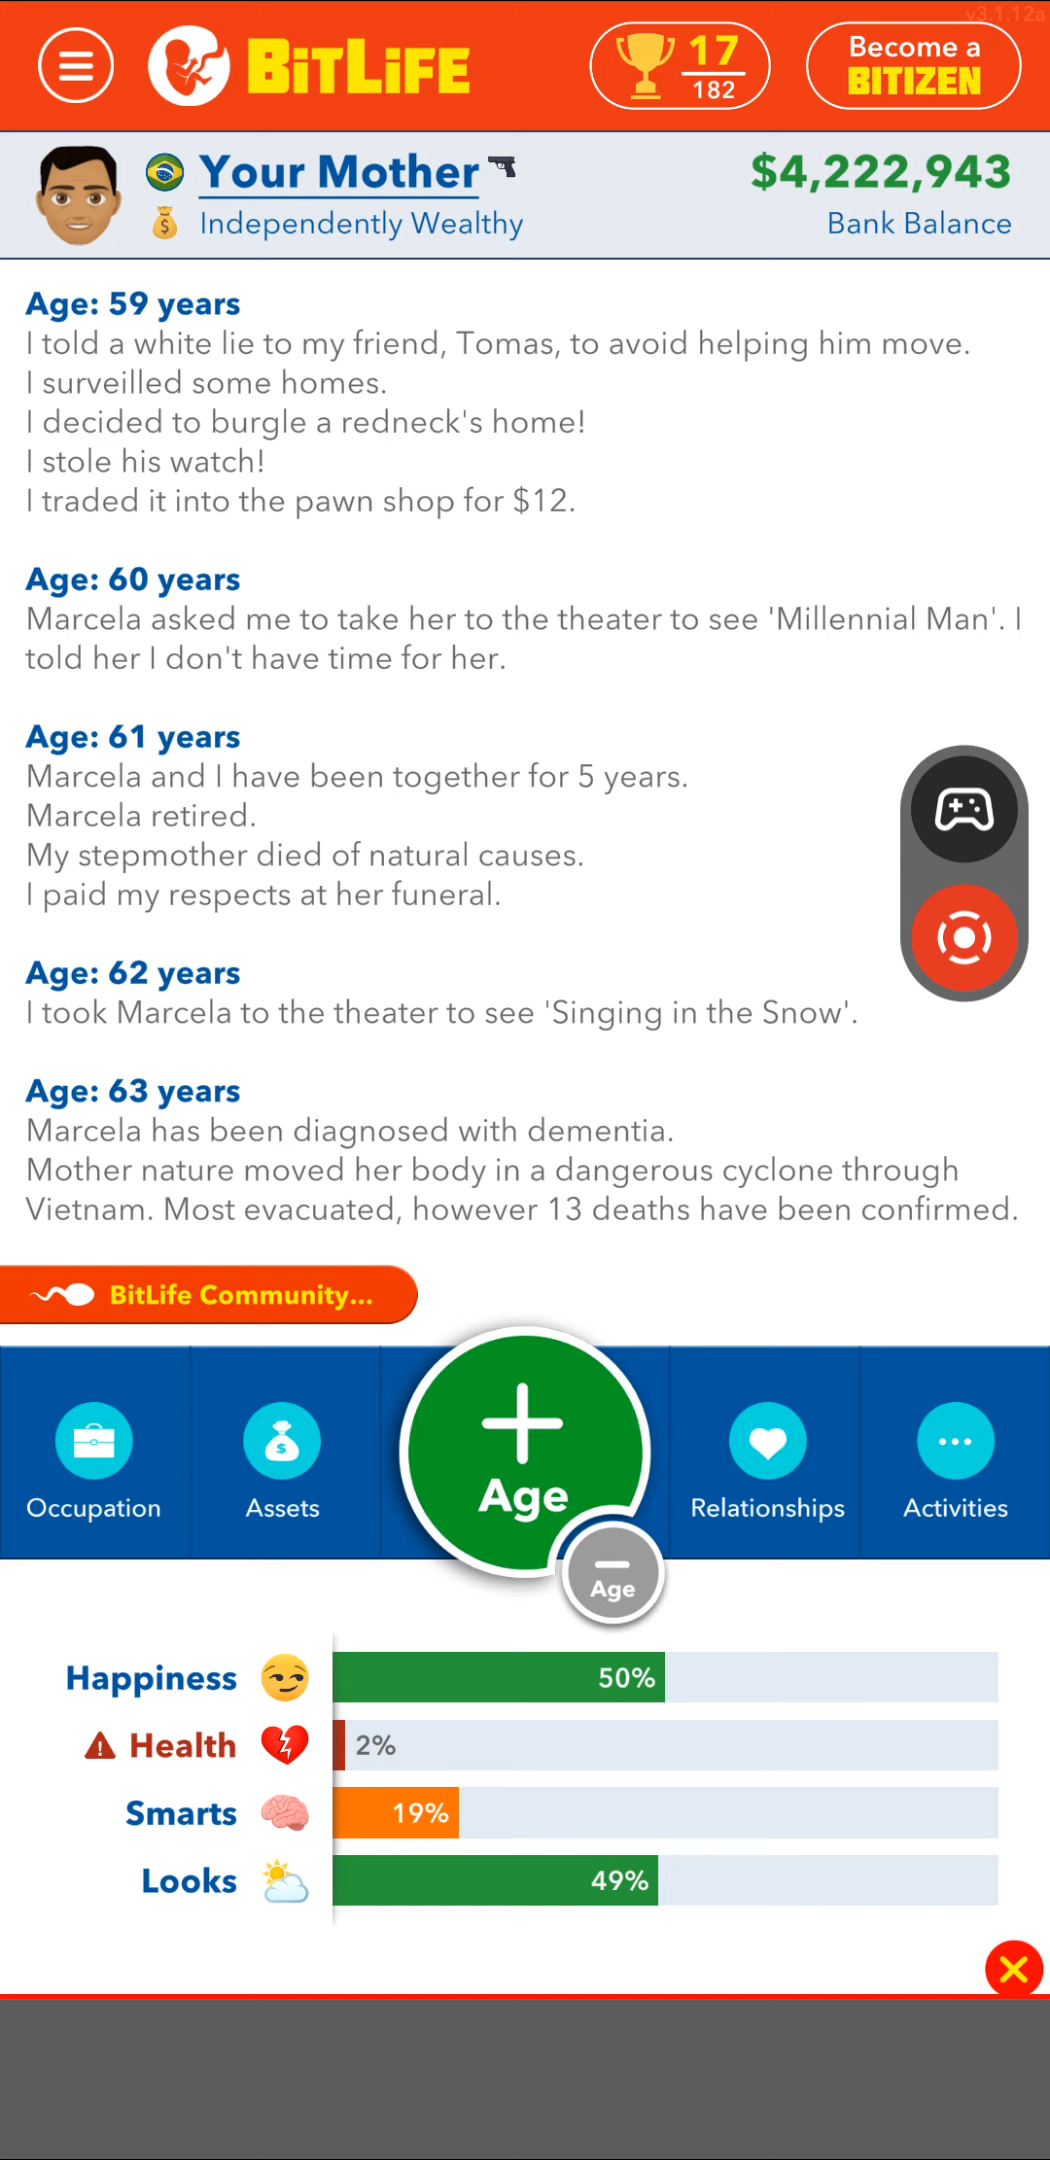 v3.1.12a
BiTLiFE
17
182
Become a
BITIZEN
Your Mother
$4,222,943
Independently Wealthy
Bank Balance
Age: 59 years
I told a white lie to my friend, Tomas, to avoid helping him move.
I surveilled some homes.
I decided to burgle a redneck's home!
I stole his watch!
I traded it into the pawn shop for $12.
Age: 60 years
Marcela asked me to take her to the theater to see 'Millennial Man'. I
told her I don't have time for her.
Age: 61 years
Marcela and I have been together for 5 years.
Marcela retired.
My stepmother died of natural causes.
I paid my respects at her funeral.
Age: 62 years
I took Marcela to the theater to see 'Singing in the Snow'.
Age: 63 years
Marcela has been diagnosed with dementia.
Mother nature moved her body in a dangerous cyclone through
Vietnam. Most evacuated, however 13 deaths have been confirmed.
BitLife Community...
Occupation
Assets
Age
Age
Relationships
Activities
Happiness
50%
Health
2%
Smarts
19%
Looks
49%